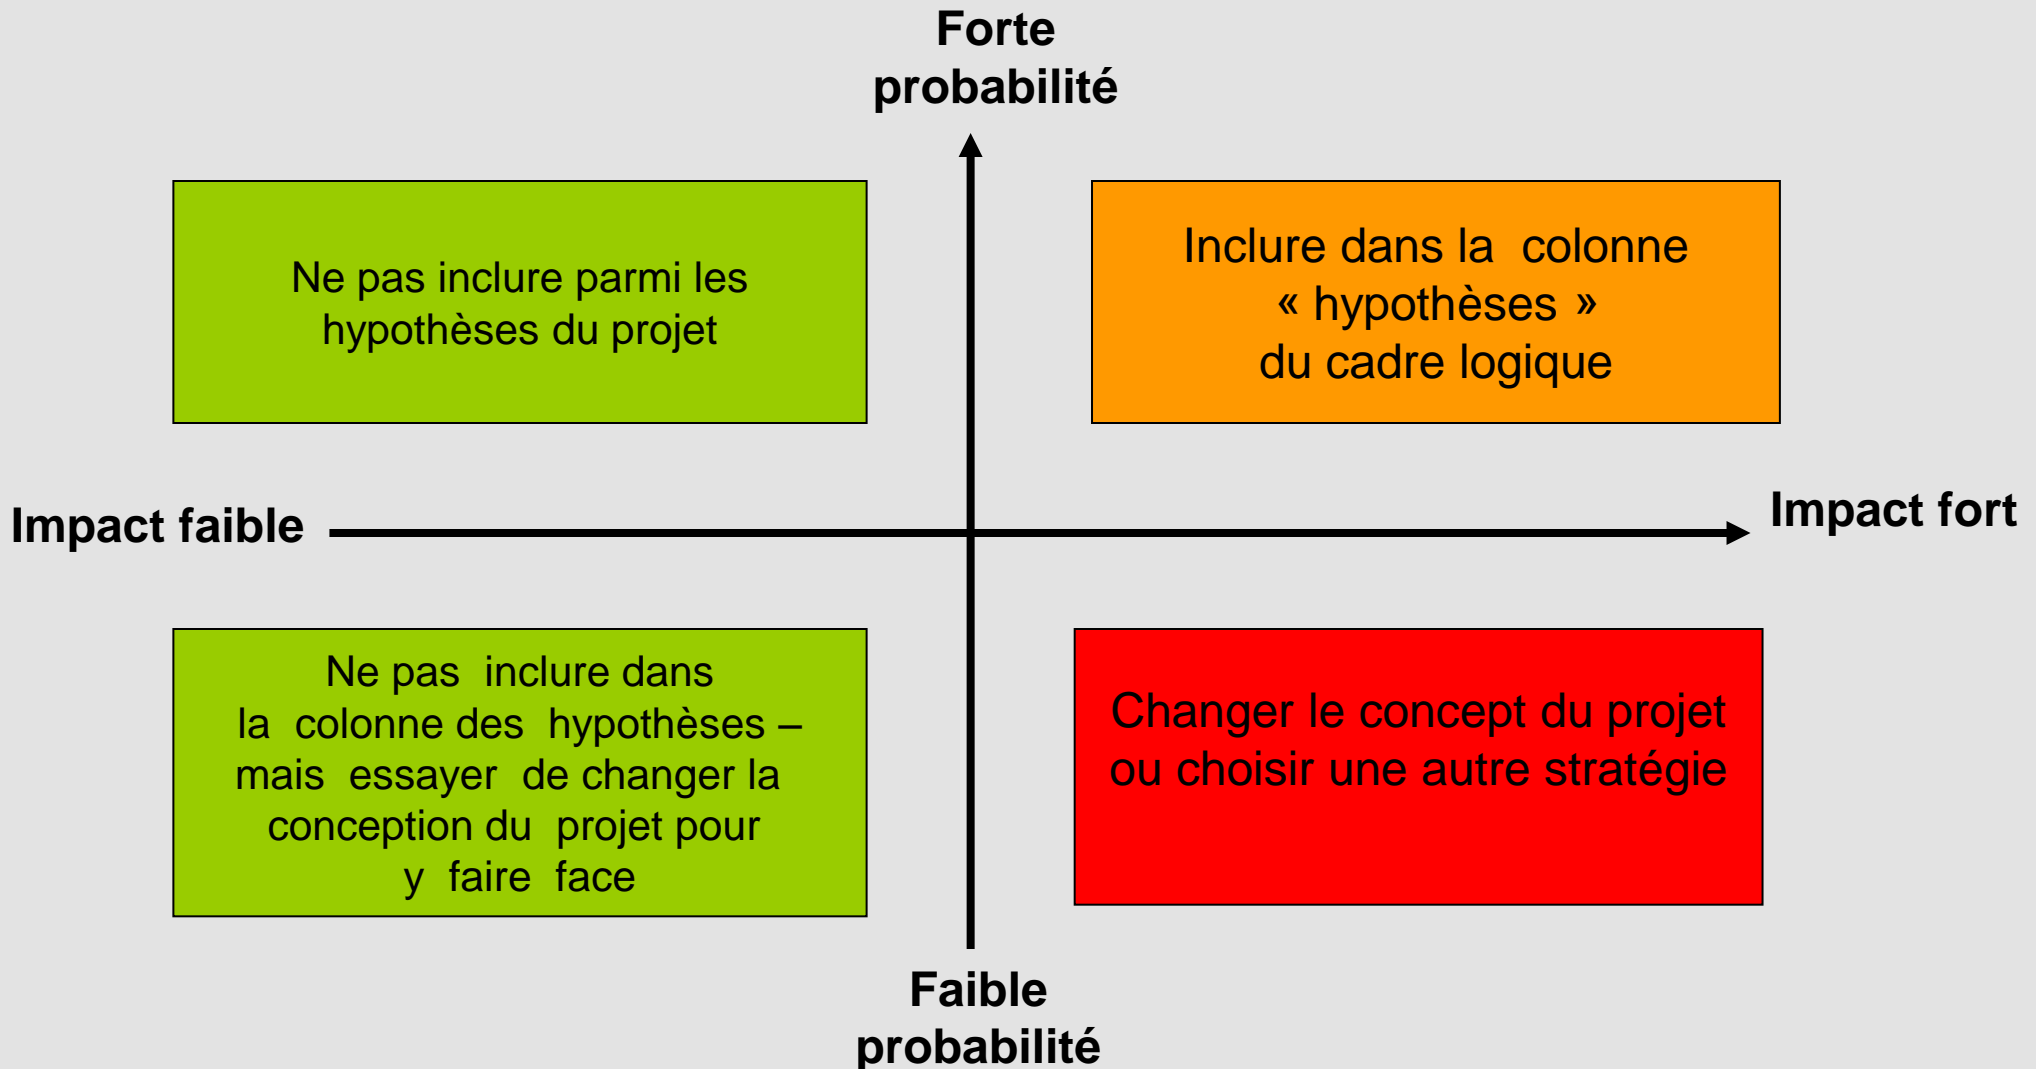 Forte
probabilité
Ne pas inclure parmi les
hypothèses du projet
Inclure dans la colonne
« hypothèses »
du cadre logique
Impact faible
Impact fort
Ne pas inclure dans
la colonne des hypothèses –
mais essayer de changer la
conception du projet pour
y faire face
Changer le concept du projet
ou choisir une autre stratégie
Faible
probabilité